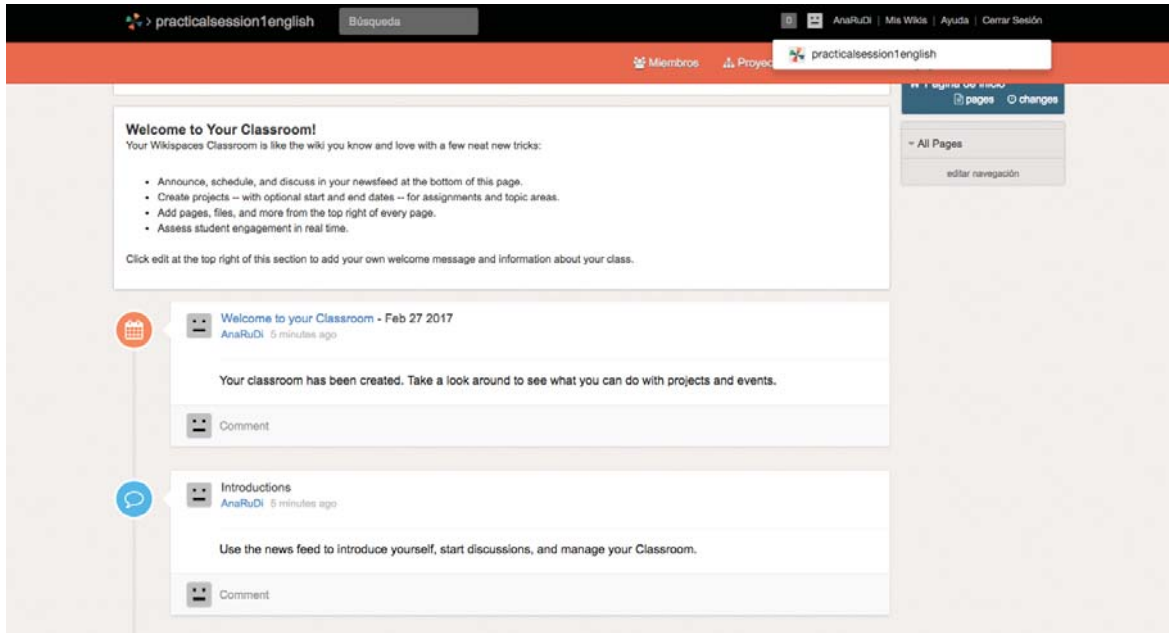 practicalsession1english
Búsqueda
0
AnaRuDi | Mis Wikis | Ayuda | Cerrar Sesión
Miembros
Proyec
practicalsession1english
Página de inicio
pages
changes
Welcome to Your Classroom!
Your Wikispaces Classroom is like the wiki you know and love with a few neat new tricks:
• Announce, schedule, and discuss in your newsfeed at the bottom of this page.
• Create projects -- with optional start and end dates -- for assignments and topic areas.
• Add pages, files, and more from the top right of every page.
• Assess student engagement in real time.
Click edit at the top right of this section to add your own welcome message and information about your class.
All Pages
editar navegación
Welcome to your Classroom - Feb 27 2017
AnaRuDi 5 minutes ago
Your classroom has been created. Take a look around to see what you can do with projects and events.
Comment
Introductions
AnaRuDi 5 minutes ago
Use the news feed to introduce yourself, start discussions, and manage your Classroom.
Comment